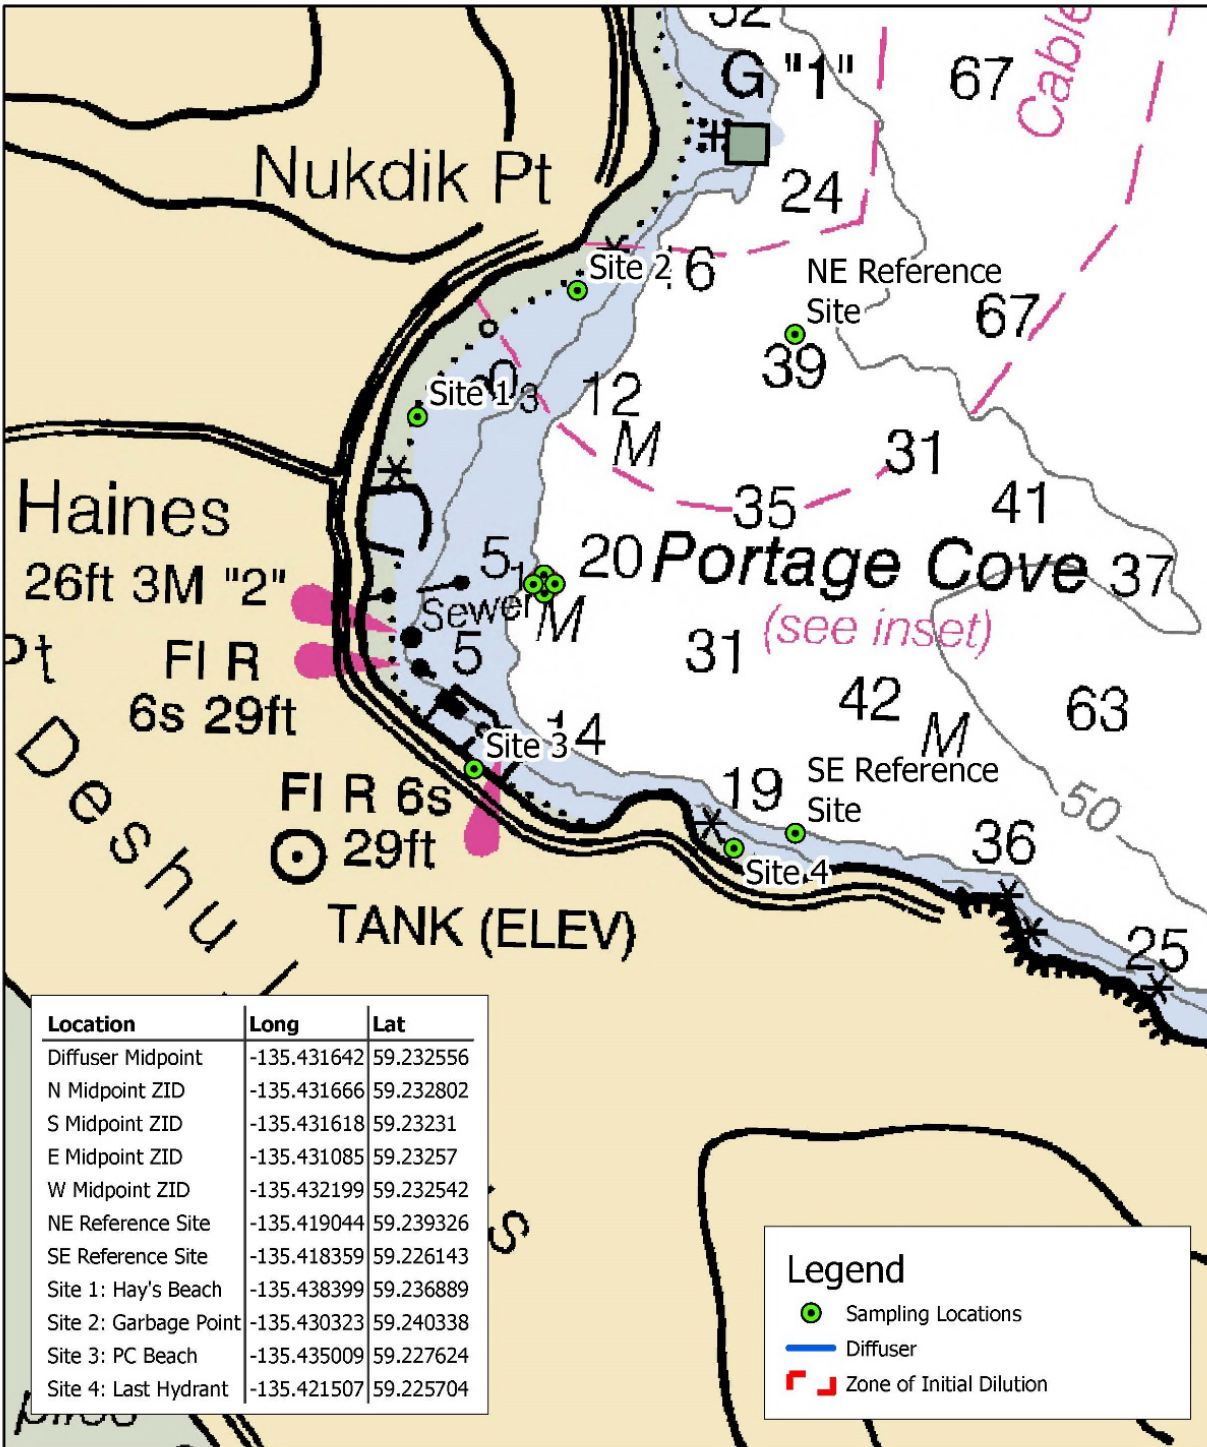 32
G "1"
67
Cable
Nukdik Pt
24
Site 2
6
NE Reference
Site
67
39
Site 1
3
12
M
31
35
41
Haines
26ft 3M "2"
5
20
Portage Cove
37
Sewer
M
(see inset)
Pt
Fl R
6s 29ft
5
31
42
M
63
Deshu
14
Site 3
SE Reference
Site
19
50
Fl R 6s
29ft
36
Site 4
TANK (ELEV)
25
s
Location Long Lat
Diffuser Midpoint -135.431642 59.232556
N Midpoint ZID -135.431666 59.232802
S Midpoint ZID -135.431618 59.23231
E Midpoint ZID -135.431085 59.23257
W Midpoint ZID -135.432199 59.232542
NE Reference Site -135.419044 59.239326
SE Reference Site -135.418359 59.226143
Site 1: Hay's Beach -135.438399 59.236889
Site 2: Garbage Point -135.430323 59.240338
Site 3: PC Beach -135.435009 59.227624
Site 4: Last Hydrant -135.421507 59.225704
Legend
Sampling Locations
Diffuser
Zone of Initial Dilution